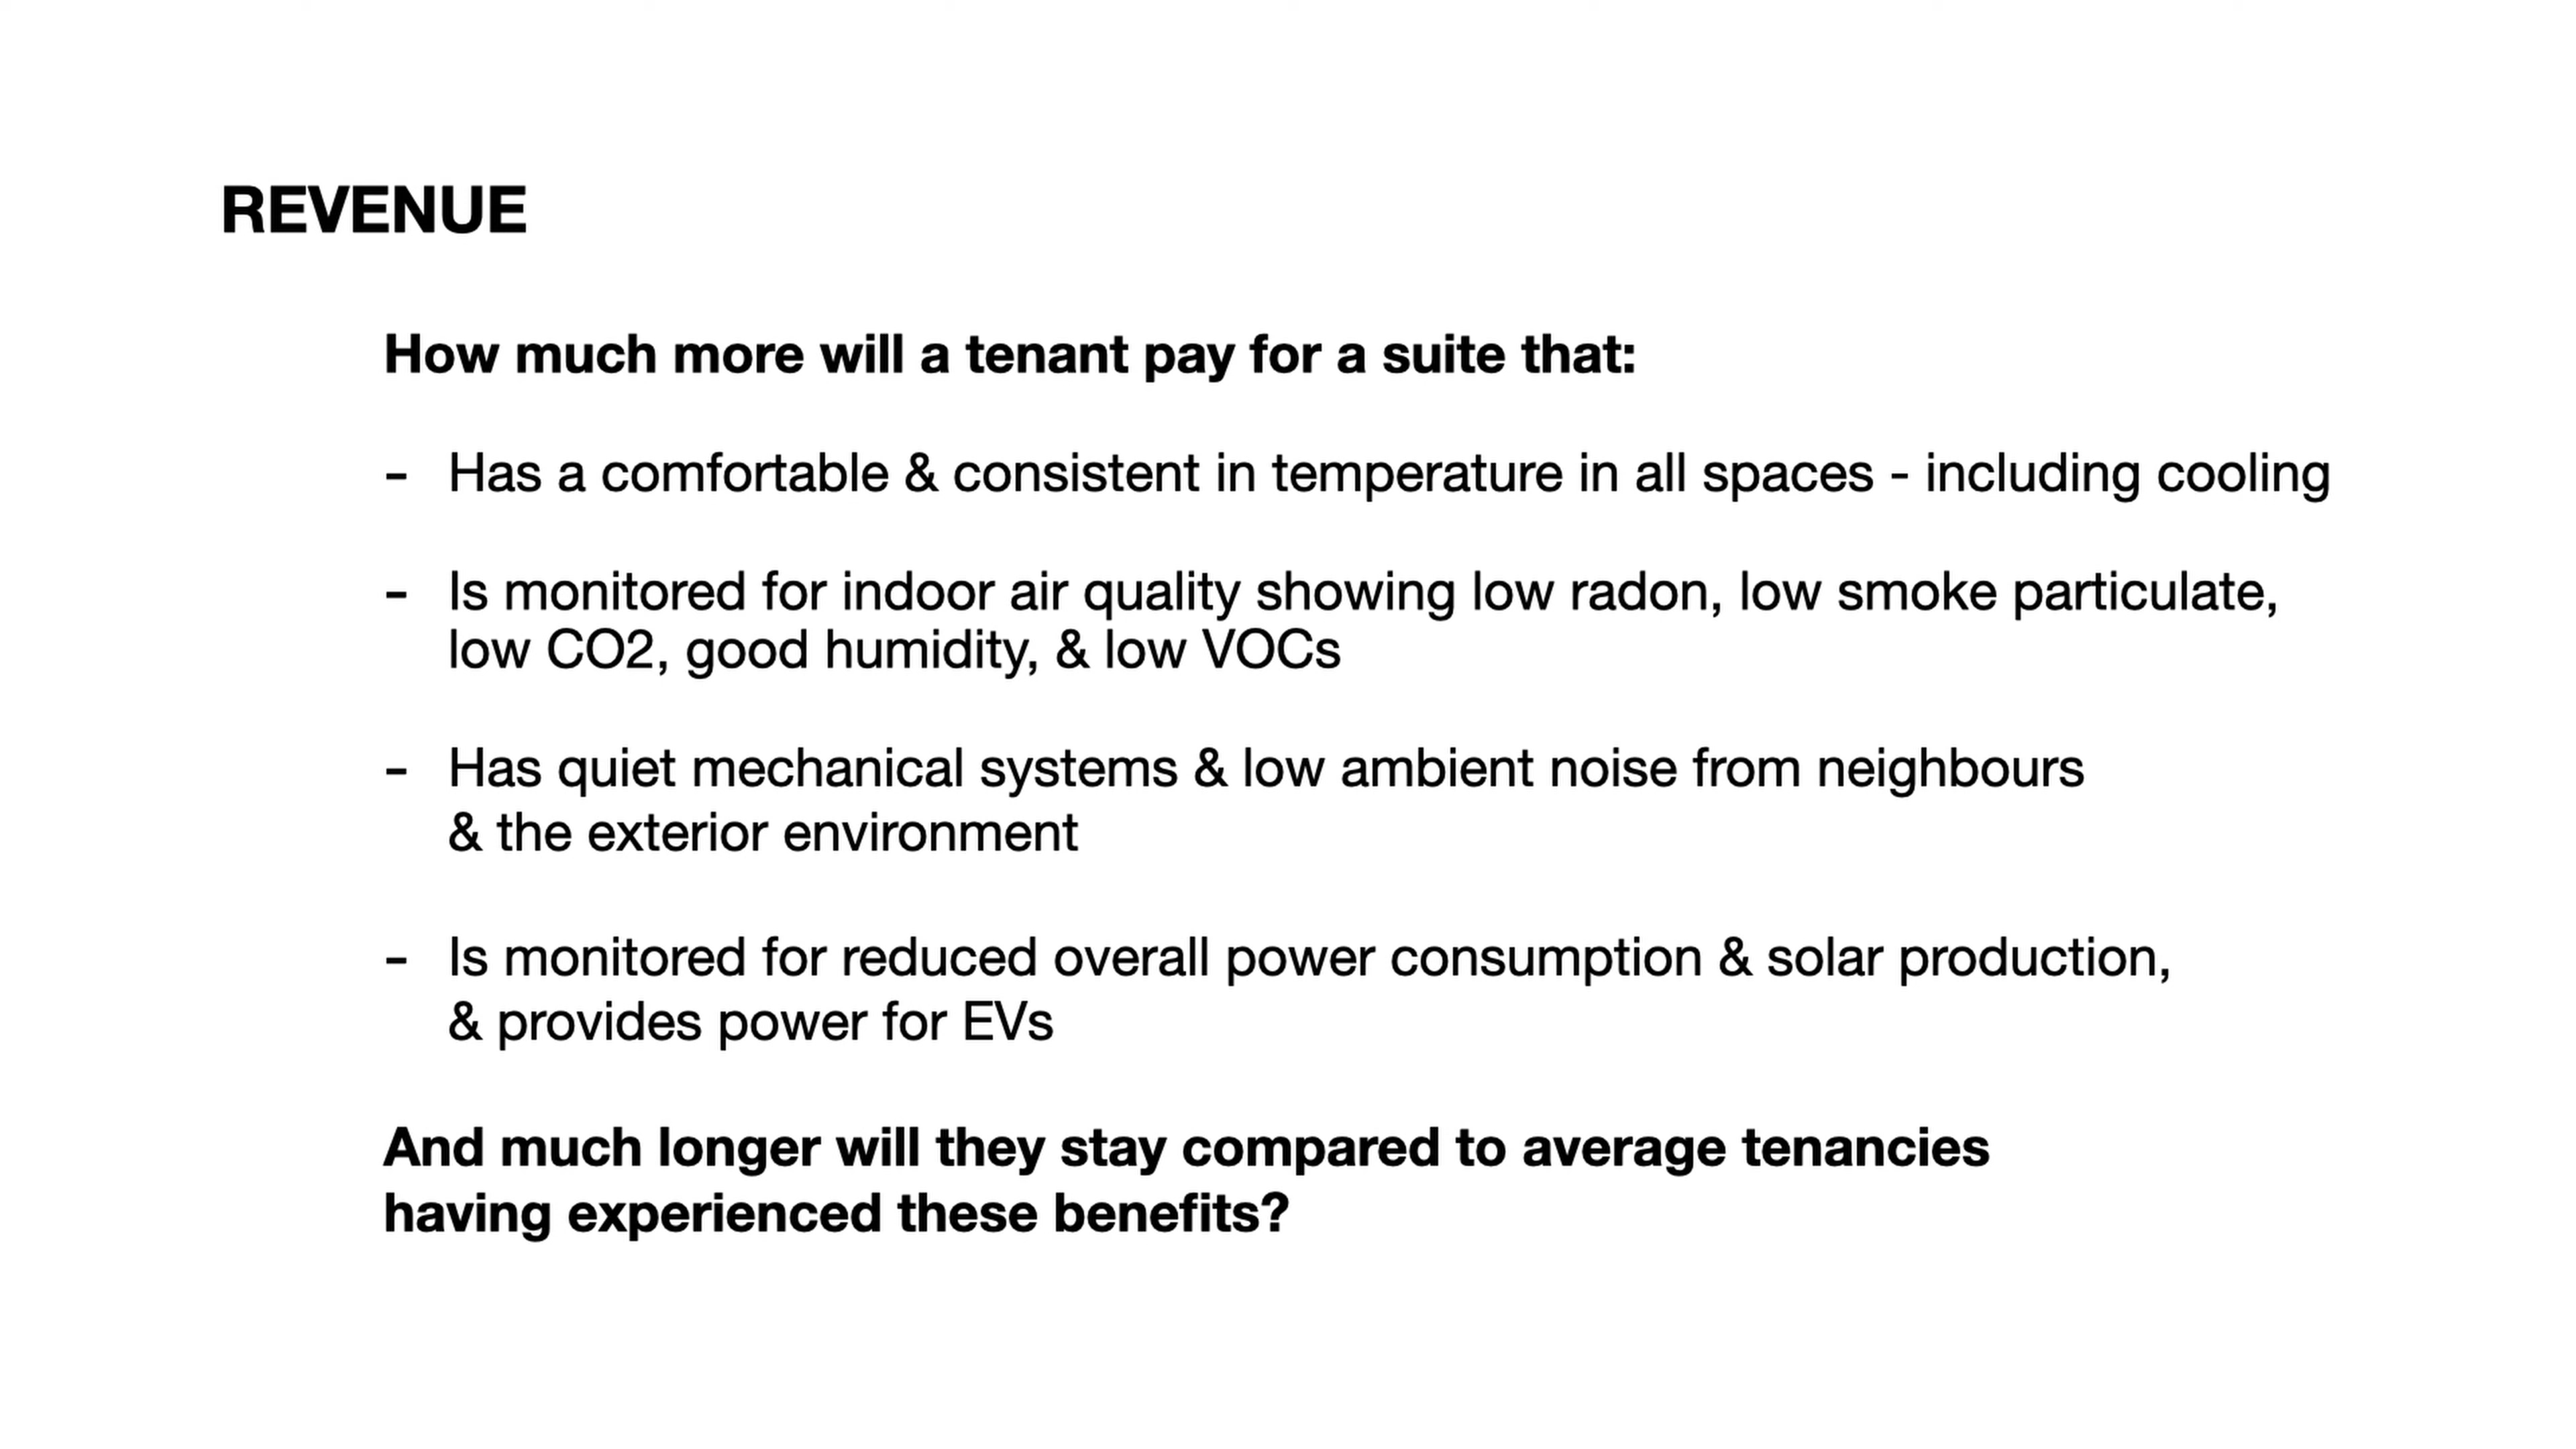 REVENUE
How much more will a tenant pay for a suite that:
- Has a comfortable & consistent in temperature in all spaces - including cooling
- Is monitored for indoor air quality showing low radon, low smoke particulate,
low CO2, good humidity, & low VOCs
- Has quiet mechanical systems & low ambient noise from neighbours
& the exterior environment
- Is monitored for reduced overall power consumption & solar production,
& provides power for EVs
And much longer will they stay compared to average tenancies
having experienced these benefits?